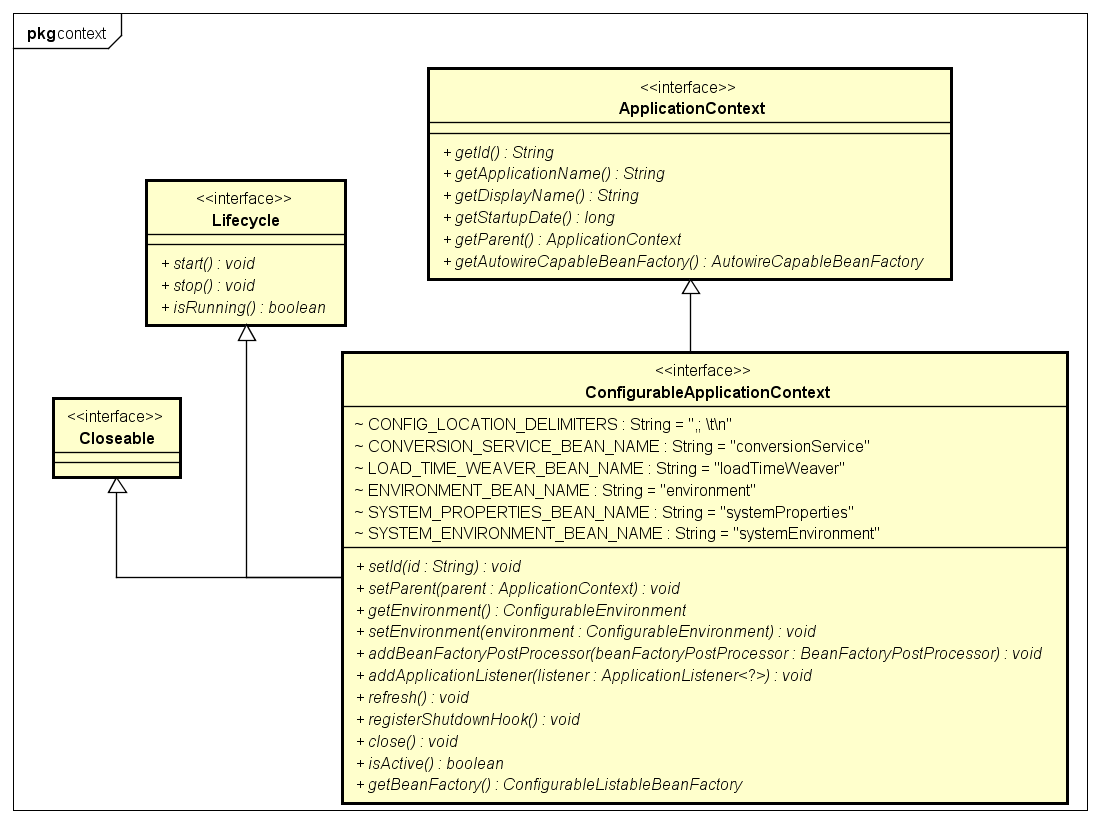 pkg context
<<interface>>
ApplicationContext
+ getId() : String
+ getApplicationName() : String
+ getDisplayName() : String
+ getStartupDate() : long
+ getParent() : ApplicationContext
+ getAutowireCapableBeanFactory() : AutowireCapableBeanFactory
<<interface>>
Lifecycle
+ start() : void
+ stop() : void
+ isRunning() : boolean
<<interface>>
Closeable
<<interface>>
ConfigurableApplicationContext
~ CONFIG_LOCATION_DELIMITERS : String = ",; \t\n"
~ CONVERSION_SERVICE_BEAN_NAME : String = "conversionService"
~ LOAD_TIME_WEAVER_BEAN_NAME : String = "loadTimeWeaver"
~ ENVIRONMENT_BEAN_NAME : String = "environment"
~ SYSTEM_PROPERTIES_BEAN_NAME : String = "systemProperties"
~ SYSTEM_ENVIRONMENT_BEAN_NAME : String = "systemEnvironment"
+ setId(id : String) : void
+ setParent(parent : ApplicationContext) : void
+ getEnvironment() : ConfigurableEnvironment
+ setEnvironment(environment : ConfigurableEnvironment) : void
+ addBeanFactoryPostProcessor(beanFactoryPostProcessor : BeanFactoryPostProcessor) : void
+ addApplicationListener(listener : ApplicationListener<?>) : void
+ refresh() : void
+ registerShutdownHook() : void
+ close() : void
+ isActive() : boolean
+ getBeanFactory() : ConfigurableListableBeanFactory